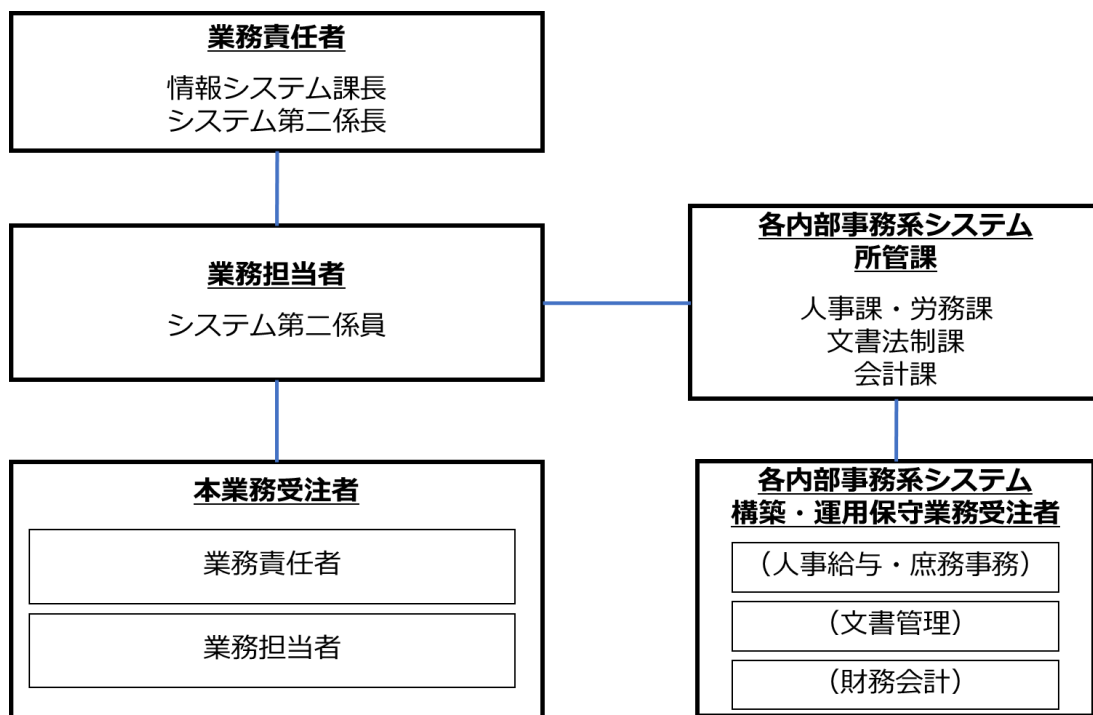 業務責任者
情報システム課長
システム第二係長
業務担当者
システム第二係員
各内部事務系システム
所管課
人事課・労務課
文書法制課
会計課
本業務受注者
業務責任者
業務担当者
各内部事務系システム
構築・運用保守業務受注者
（人事給与・庶務事務）
（文書管理）
（財務会計）